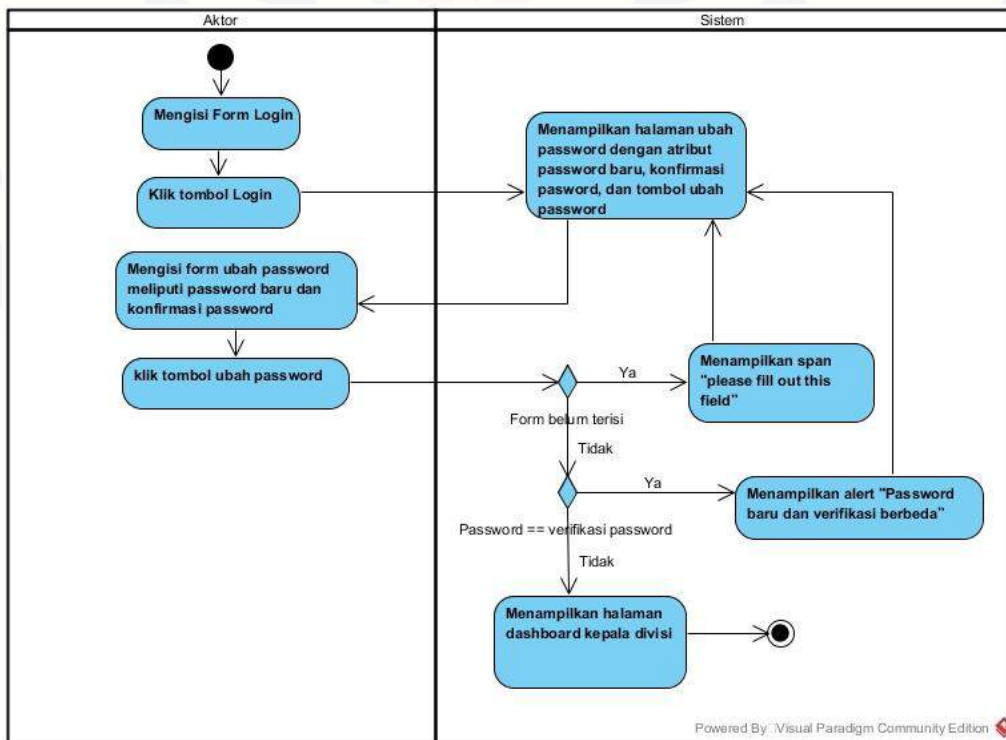 Aktor
Sistem
Mengisi Form Login
Klik tombol Login
Menampilkan halaman ubah
password dengan atribut
password baru, konfirmasi
pasword, dan tombol ubah
password
Mengisi form ubah password
meliputi password baru dan
konfirmasi password
klik tombol ubah password
Ya
Menampilkan span
"please fill out this
field"
Form belum terisi
Tidak
Ya
Menampilkan alert "Password
baru dan verifikasi berbeda"
Password == verifikasi password
Tidak
Menampilkan halaman
dashboard kepala divisi
Powered By Visual Paradigm Community Edition